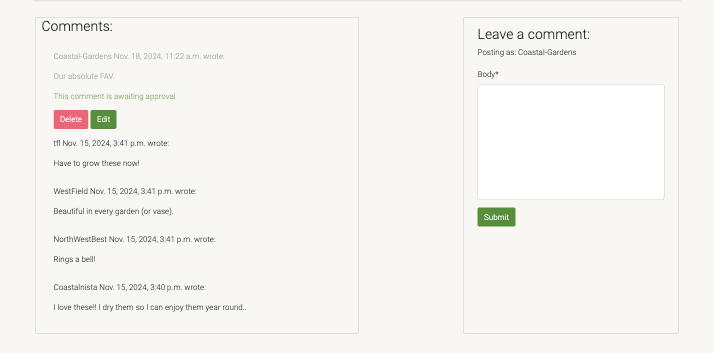 Comments:
Coastal-Gardens Nov. 18, 2024, 11:22 a.m. wrote:
Our absolute FAV.
This comment is awaiting approval
Delete Edit
tfl Nov. 15, 2024, 3:41 p.m. wrote:
Have to grow these now!
WestField Nov. 15, 2024, 3:41 p.m. wrote:
Beautiful in every garden (or vase).
NorthWestBest Nov. 15, 2024, 3:41 p.m. wrote:
Rings a bell!
Coastalnista Nov. 15, 2024, 3:40 p.m. wrote:
I love these!! I dry them so I can enjoy them year round..
Leave a comment:
Posting as: Coastal-Gardens
Body*
Submit